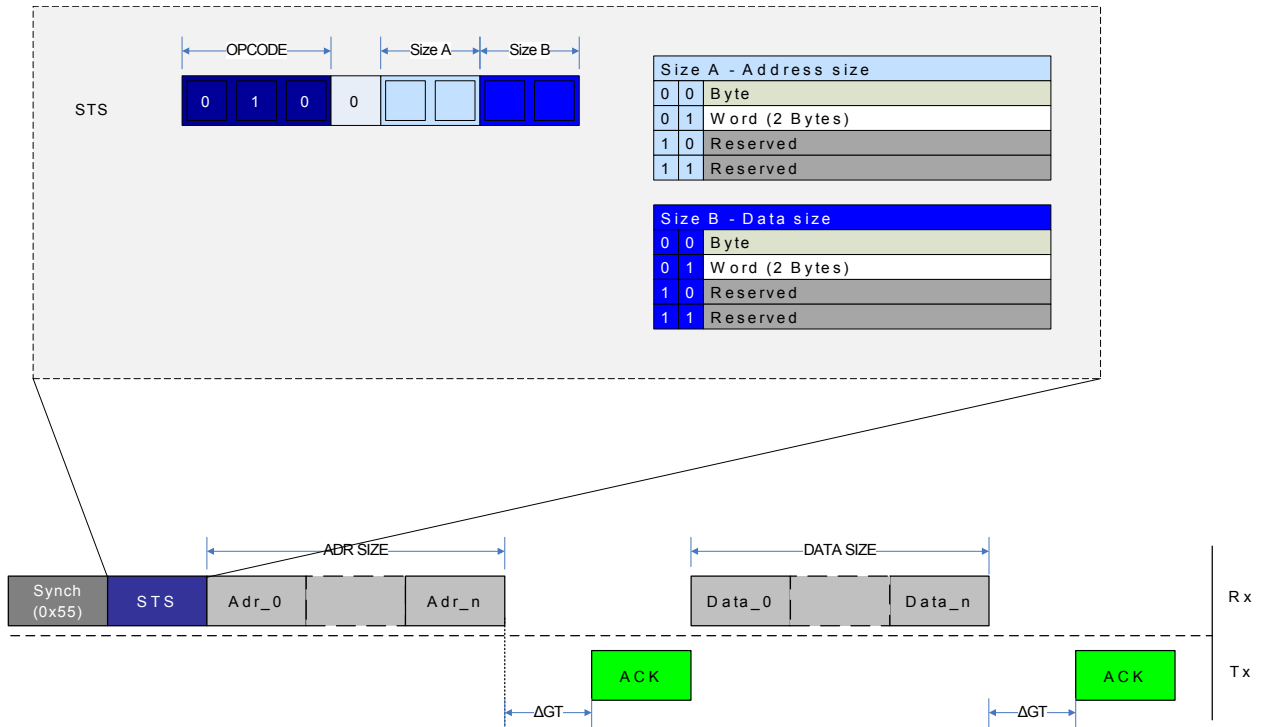 OPCODE Size A Size B
STS 0 1 0 0
Size A - Address size
0 0 Byte
0 1 Word (2 Bytes)
1 0 Reserved
1 1 Reserved
Size B - Data size
0 0 Byte
0 1 Word (2 Bytes)
1 0 Reserved
1 1 Reserved
ADR SIZE DATA SIZE
Synch
(0x55)
STS Adr_0 Adr_n Data_0 Data_n Rx
ACK ACK Tx
ΔGT ΔGT